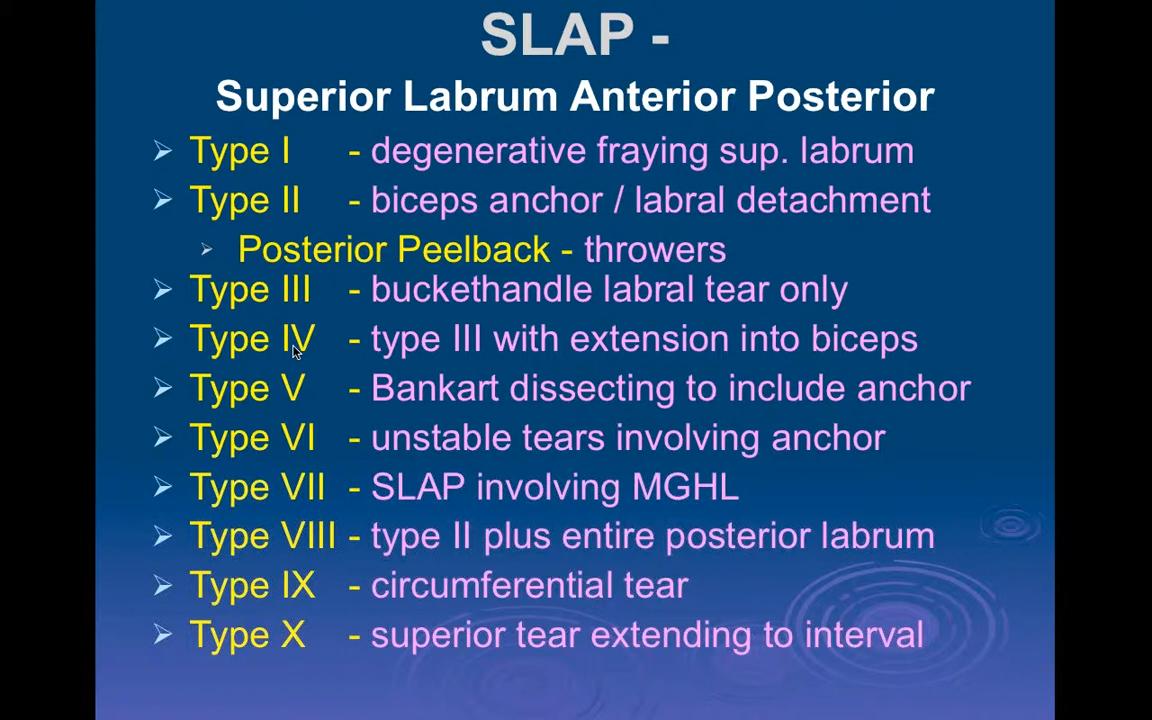 SLAP -
Superior Labrum Anterior Posterior
Type I - degenerative fraying sup. labrum
Type II - biceps anchor / labral detachment
Posterior Peelback - throwers
Type III - buckethandle labral tear only
Type IV - type III with extension into biceps
Type V - Bankart dissecting to include anchor
Type VI - unstable tears involving anchor
Type VII - SLAP involving MGHL
Type VIII - type II plus entire posterior labrum
Type IX - circumferential tear
Type X - superior tear extending to interval